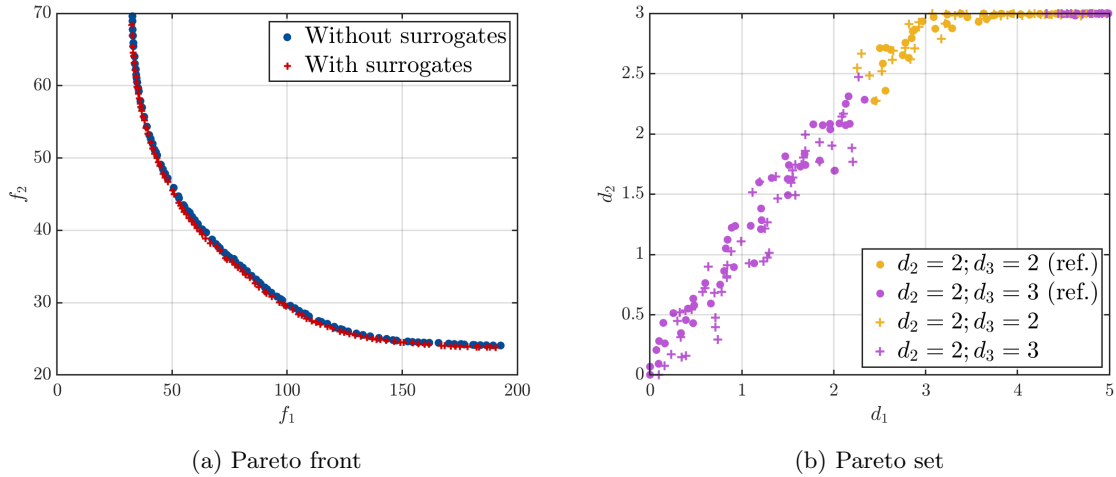 70
60
50
40
30
20
0
50
100
150
200
f₂
f₁
Without surrogates
With surrogates
(a) Pareto front
3
2.5
2
1.5
1
0.5
0
0
1
2
3
4
5
d₂
d₁
d₂ = 2; d₃ = 2 (ref.)
d₂ = 2; d₃ = 3 (ref.)
d₂ = 2; d₃ = 2
d₂ = 2; d₃ = 3
(b) Pareto set